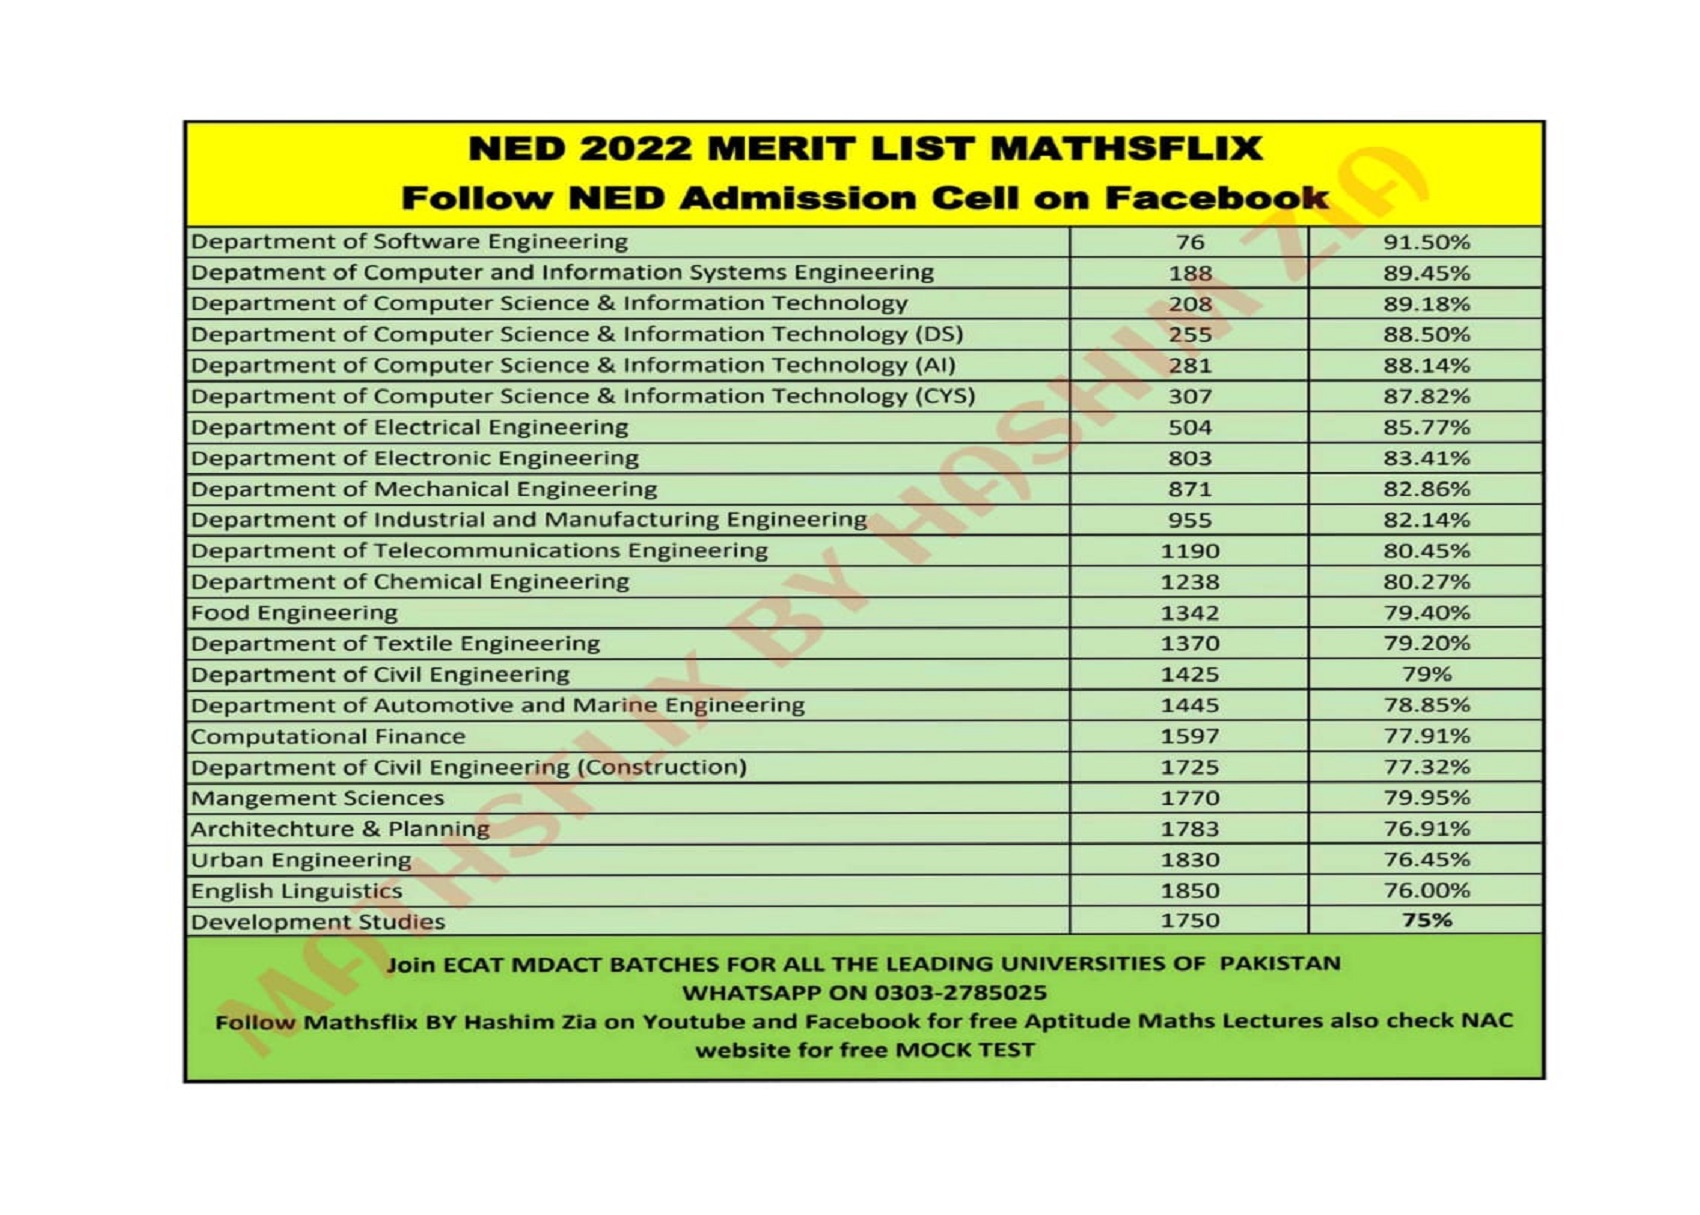 NED 2022 MERIT LIST MATHSFLIX
Follow NED Admission Cell on Facebook
Department of Software Engineering 76 91.50%
Depatment of Computer and Information Systems Engineering 188 89.45%
Department of Computer Science & Information Technology 208 89.18%
Department of Computer Science & Information Technology (DS) 255 88.50%
Department of Computer Science & Information Technology (AI) 281 88.14%
Department of Computer Science & Information Technology (CYS) 307 87.82%
Department of Electrical Engineering 504 85.77%
Department of Electronic Engineering 803 83.41%
Department of Mechanical Engineering 871 82.86%
Department of Industrial and Manufacturing Engineering 955 82.14%
Department of Telecommunications Engineering 1190 80.45%
Department of Chemical Engineering 1238 80.27%
Food Engineering 1342 79.40%
Department of Textile Engineering 1370 79.20%
Department of Civil Engineering 1425 79%
Department of Automotive and Marine Engineering 1445 78.85%
Computational Finance 1597 77.91%
Department of Civil Engineering (Construction) 1725 77.32%
Mangement Sciences 1770 79.95%
Architechture & Planning 1783 76.91%
Urban Engineering 1830 76.45%
English Linguistics 1850 76.00%
Development Studies 1750 75%
Join ECAT MDACT BATCHES FOR ALL THE LEADING UNIVERSITIES OF PAKISTAN
WHATSAPP ON 0303-2785025
Follow Mathsflix BY Hashim Zia on Youtube and Facebook for free Aptitude Maths Lectures also check NAC
website for free MOCK TEST
MATHSFLIX BY HASHIM ZIA